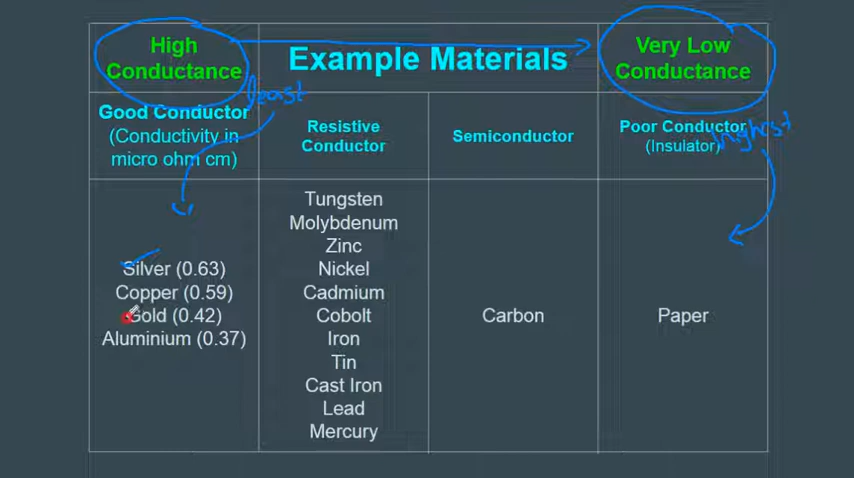 High
Conductance
Example Materials
Very Low
Conductance
least
Good Conductor
(Conductivity in
micro ohm cm)
Resistive
Conductor
Semiconductor
Poor Conductor
(Insulator)
highest
Silver (0.63)
Copper (0.59)
Gold (0.42)
Aluminium (0.37)
Tungsten
Molybdenum
Zinc
Nickel
Cadmium
Cobolt
Iron
Tin
Cast Iron
Lead
Mercury
Carbon
Paper